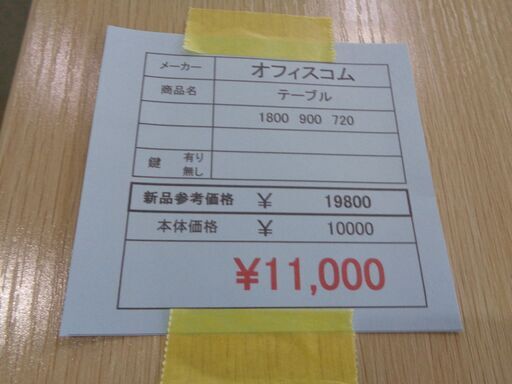 メーカー オフィスコム
商品名 テーブル
1800 900 720
鍵 有り 無し
新品参考価格 ¥ 19800
本体価格 ¥ 10000
¥11,000